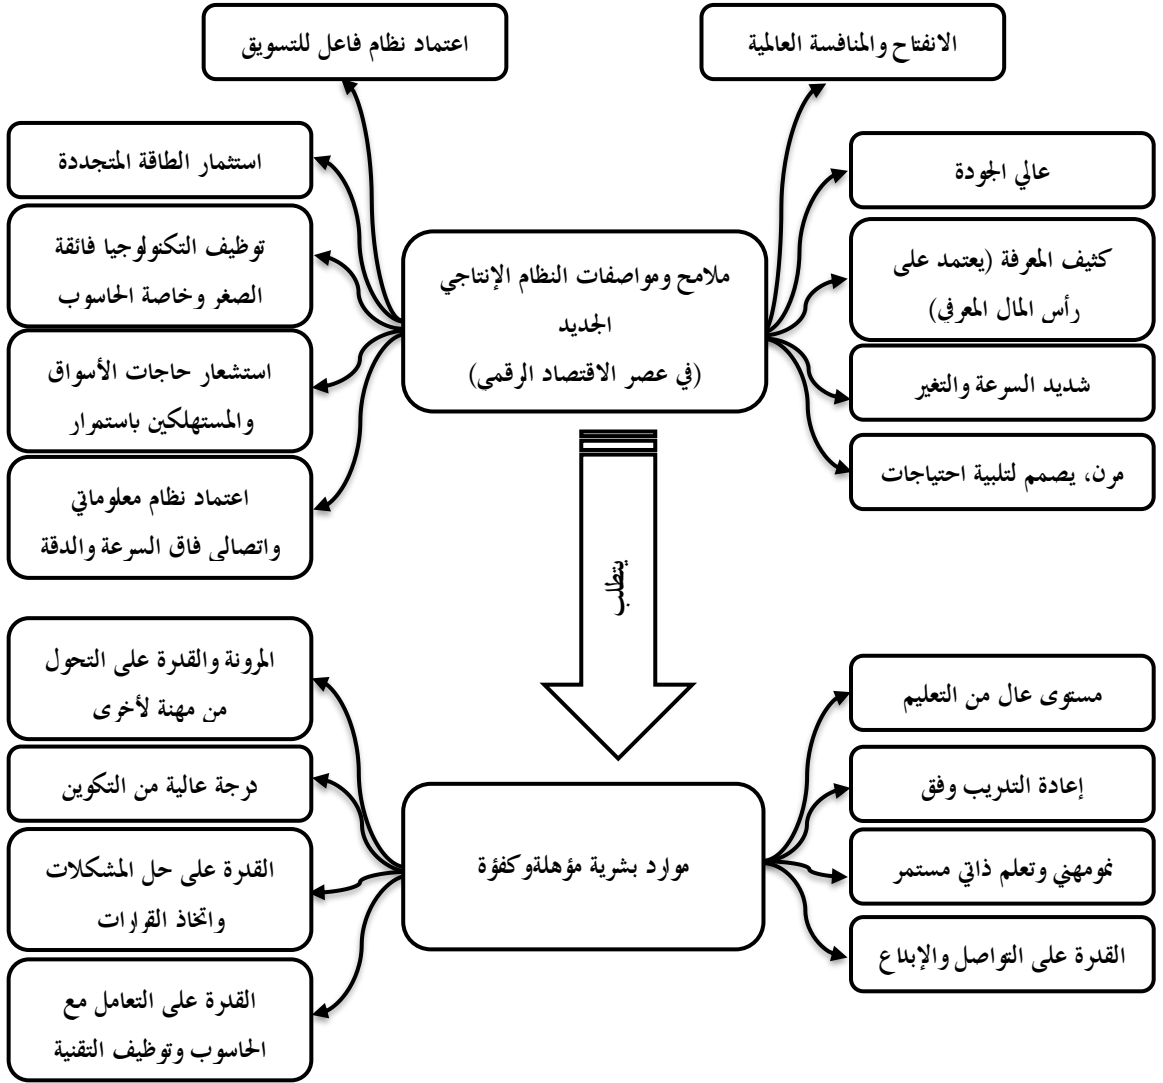 الانفتاح والمنافسة العالمية
اعتماد نظام فاعل للتسويق
عالي الجودة
كثيف المعرفة (يعتمد على
رأس المال المعرفي)
شديد السرعة والتغير
مرن، يصمم لتلبية احتياجات
ملامح ومواصفات النظام الإنتاجي
الجديد
(في عصر الاقتصاد الرقمي)
استثمار الطاقة المتجددة
توظيف التكنولوجيا فائقة
الصغر وخاصة الحاسوب
استشعار حاجات الأسواق
والمستهلكين باستمرار
اعتماد نظام معلوماتي
واتصالي فاق السرعة والدقة
يتطلب
مستوى عال من التعليم
إعادة التدريب وفق
نمومهني وتعلم ذاتي مستمر
القدرة على التواصل والإبداع
موارد بشرية مؤهلةوكفؤة
المرونة والقدرة على التحول
من مهنة لأخرى
درجة عالية من التكوين
القدرة على حل المشكلات
واتخاذ القرارات
القدرة على التعامل مع
الحاسوب وتوظيف التقنية